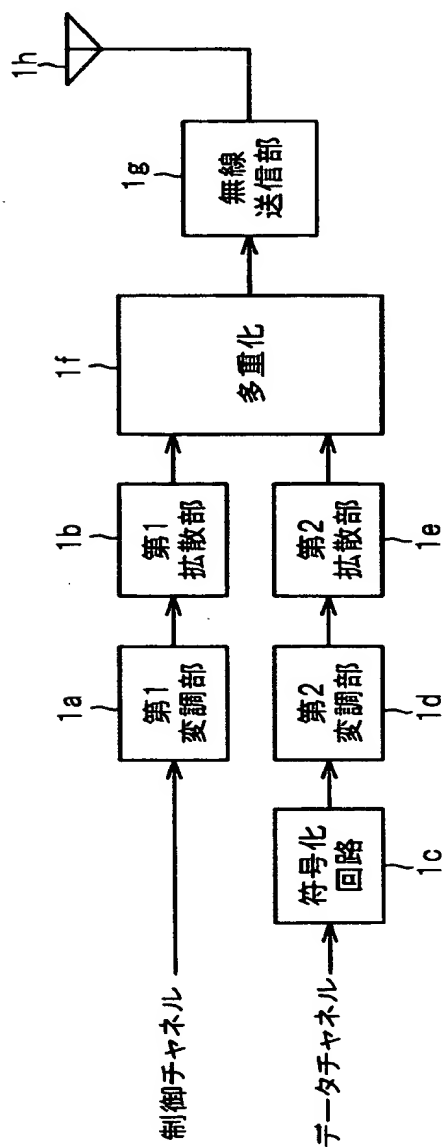 制御チャネル
1a
第1
変調部
1b
第1
拡散部
データチャネル
符号化
回路
1c
第2
変調部
1d
第2
拡散部
1e
1f
多重化
1g
無線
送信部
1h